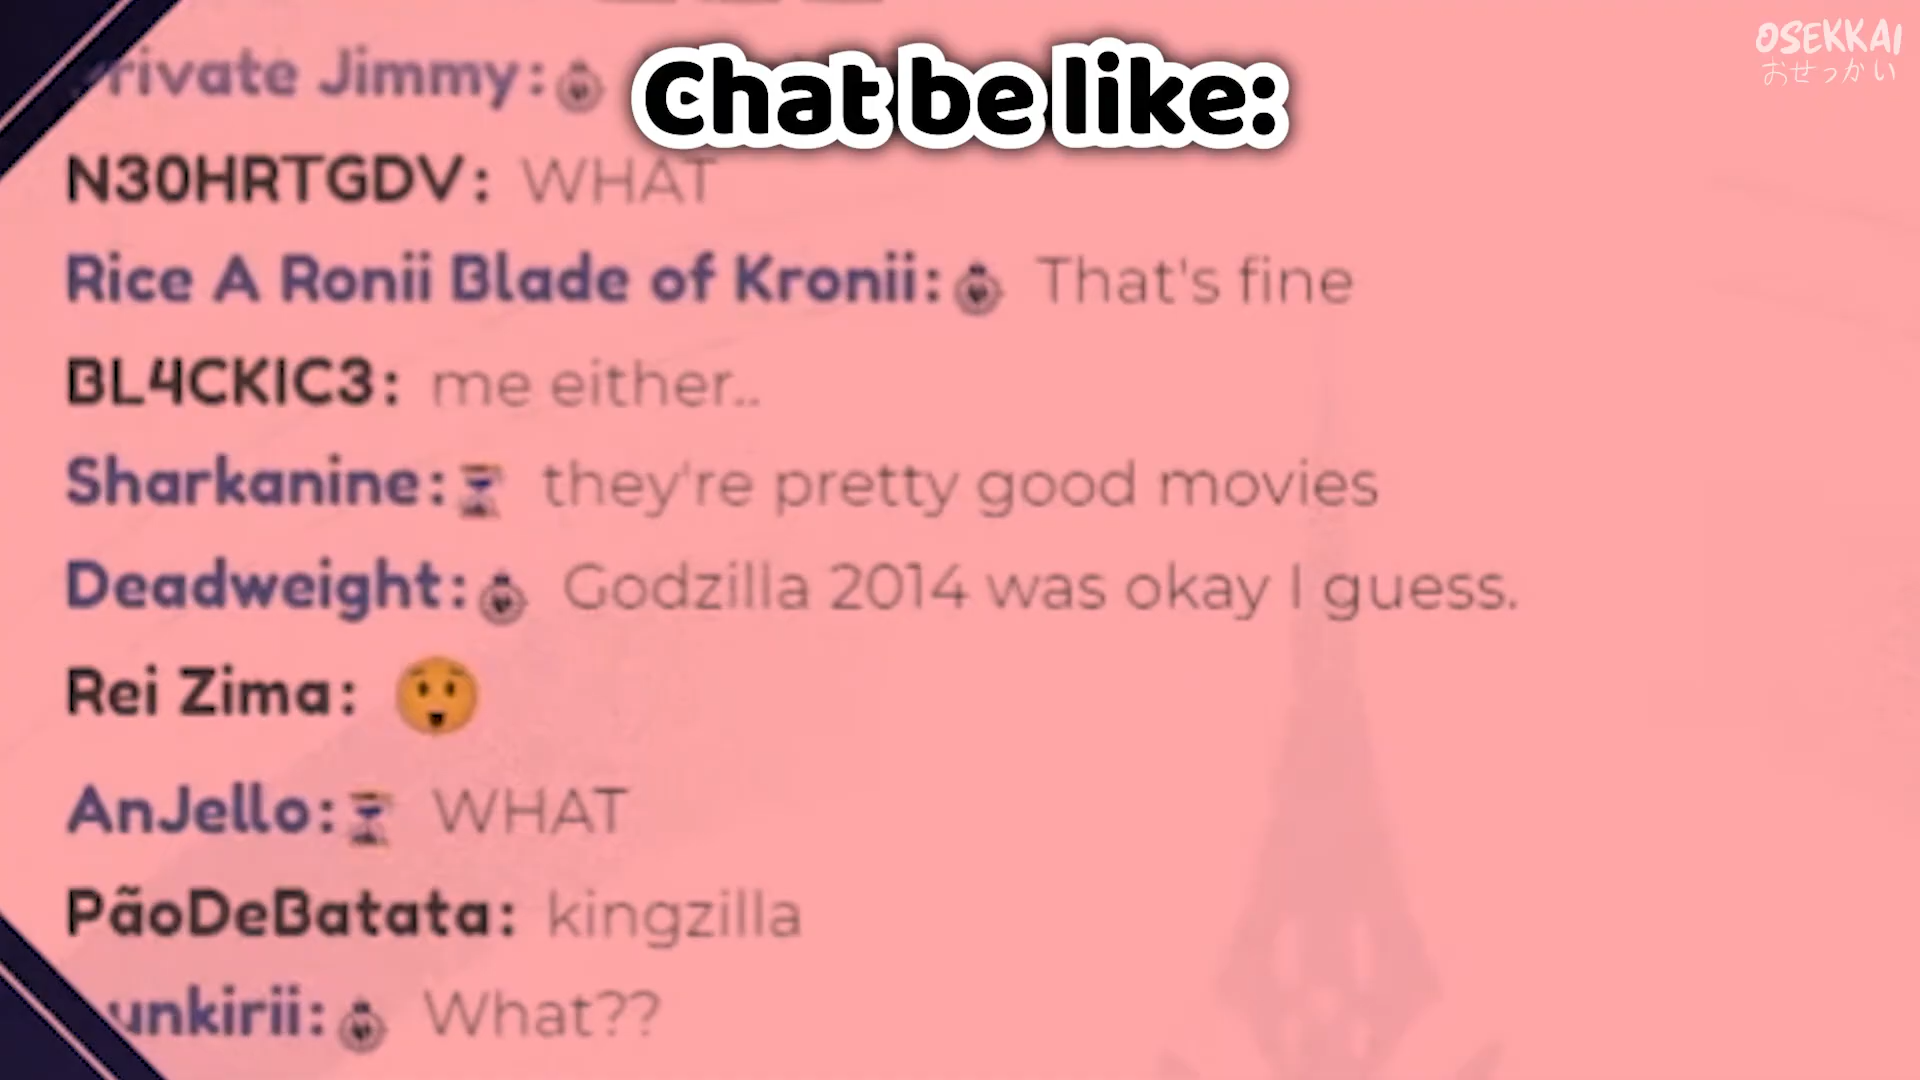 OSEKKAI
おせっかい
Chat be like:
Private Jimmy:
N30HRTGDV: WHAT
Rice A Ronii Blade of Kronii: That's fine
BL4CKIC3: me either..
Sharkanine: they're pretty good movies
Deadweight: Godzilla 2014 was okay I guess.
Rei Zima: 😲
AnJello: WHAT
PãoDeBatata: kingzilla
unkirii: What??